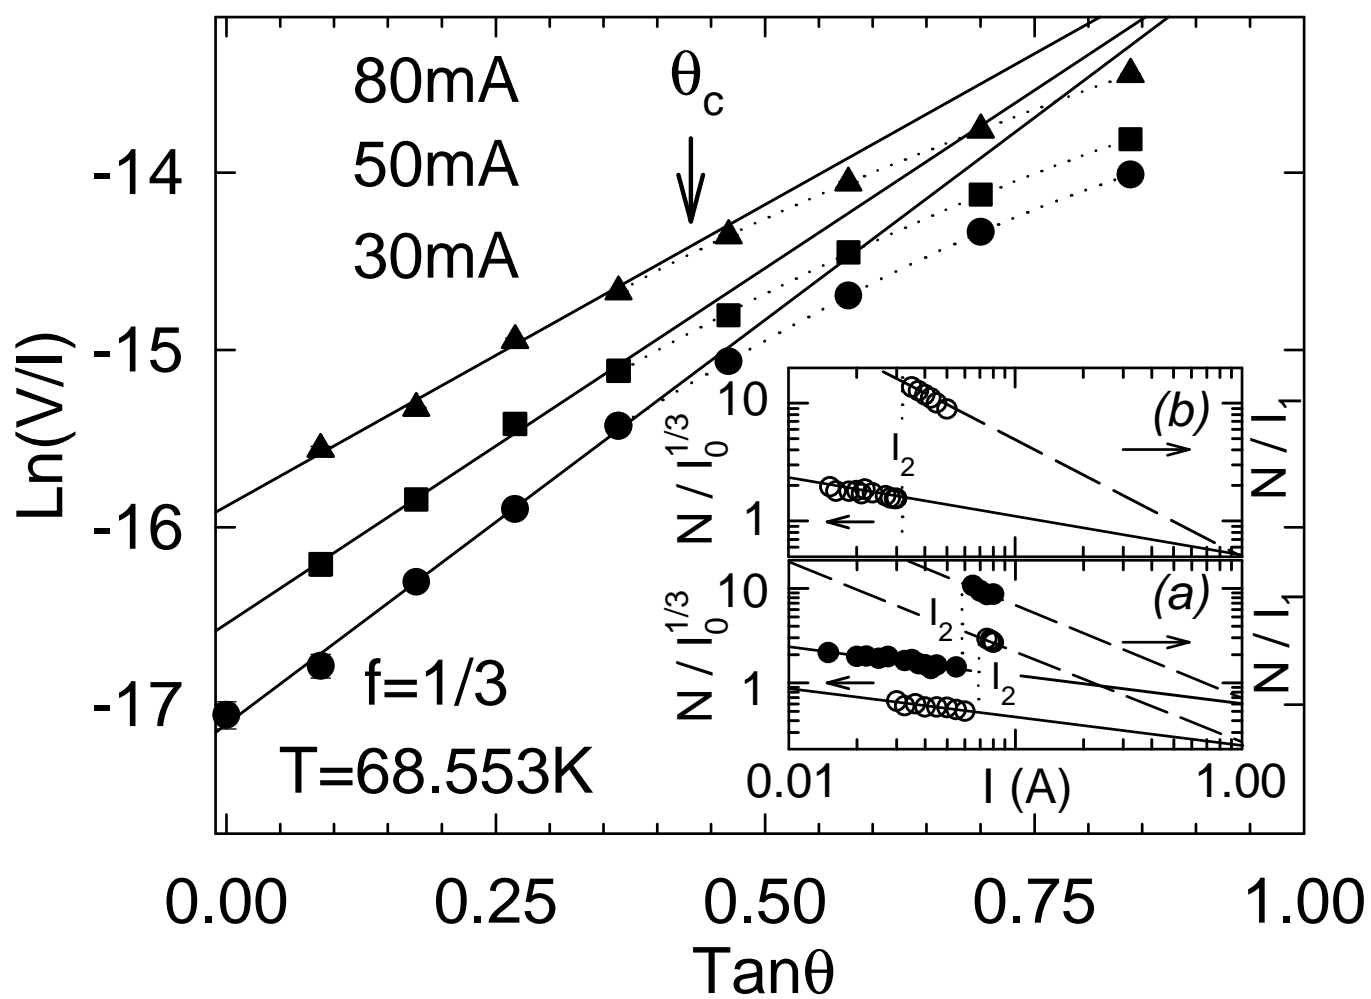 80mA
50mA
30mA
θc
Ln(V/I)
-14
-15
-16
-17
f=1/3
T=68.553K
0.00 0.25 0.50 0.75 1.00
Tanθ
(b)
N / I₀^1/3
10
1
I₂
N / I₁
(a)
N / I₀^1/3
10
1
I₂
I₂
N / I₁
0.01 I (A) 1.00